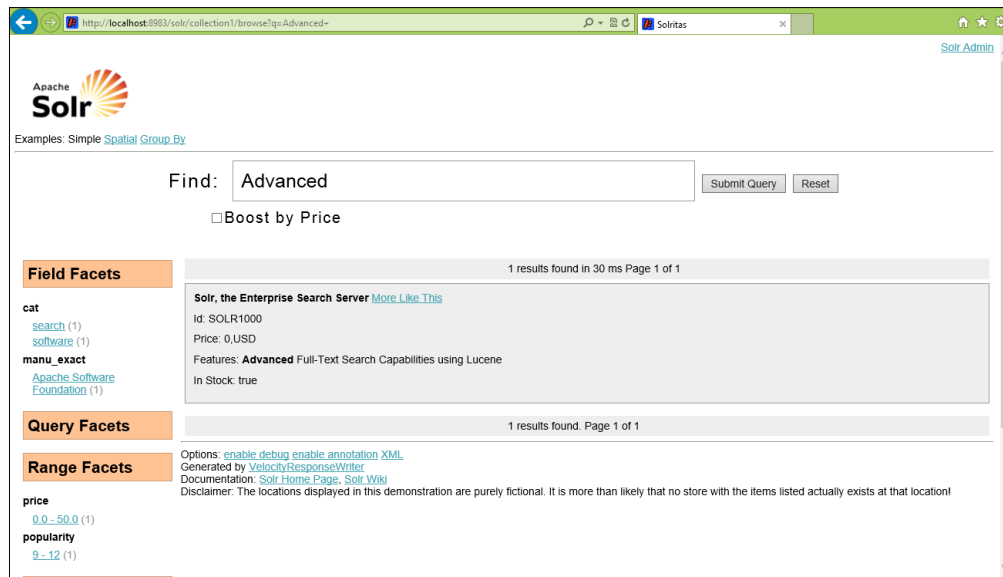 http://localhost:8983/solr/collection1/browse?q=Advanced+
Solritas
Solr Admin
Apache
Solr
Examples: Simple Spatial Group By
Find: Advanced Submit Query Reset
Boost by Price
Field Facets
cat
search (1)
software (1)
manu_exact
Apache Software
Foundation (1)
Query Facets
Range Facets
price
0.0 - 50.0 (1)
popularity
9 - 12 (1)
1 results found in 30 ms Page 1 of 1
Solr, the Enterprise Search Server More Like This
Id: SOLR1000
Price: 0,USD
Features: Advanced Full-Text Search Capabilities using Lucene
In Stock: true
1 results found. Page 1 of 1
Options: enable debug enable annotation XML
Generated by VelocityResponseWriter
Documentation: Solr Home Page, Solr Wiki
Disclaimer: The locations displayed in this demonstration are purely fictional. It is more than likely that no store with the items listed actually exists at that location!